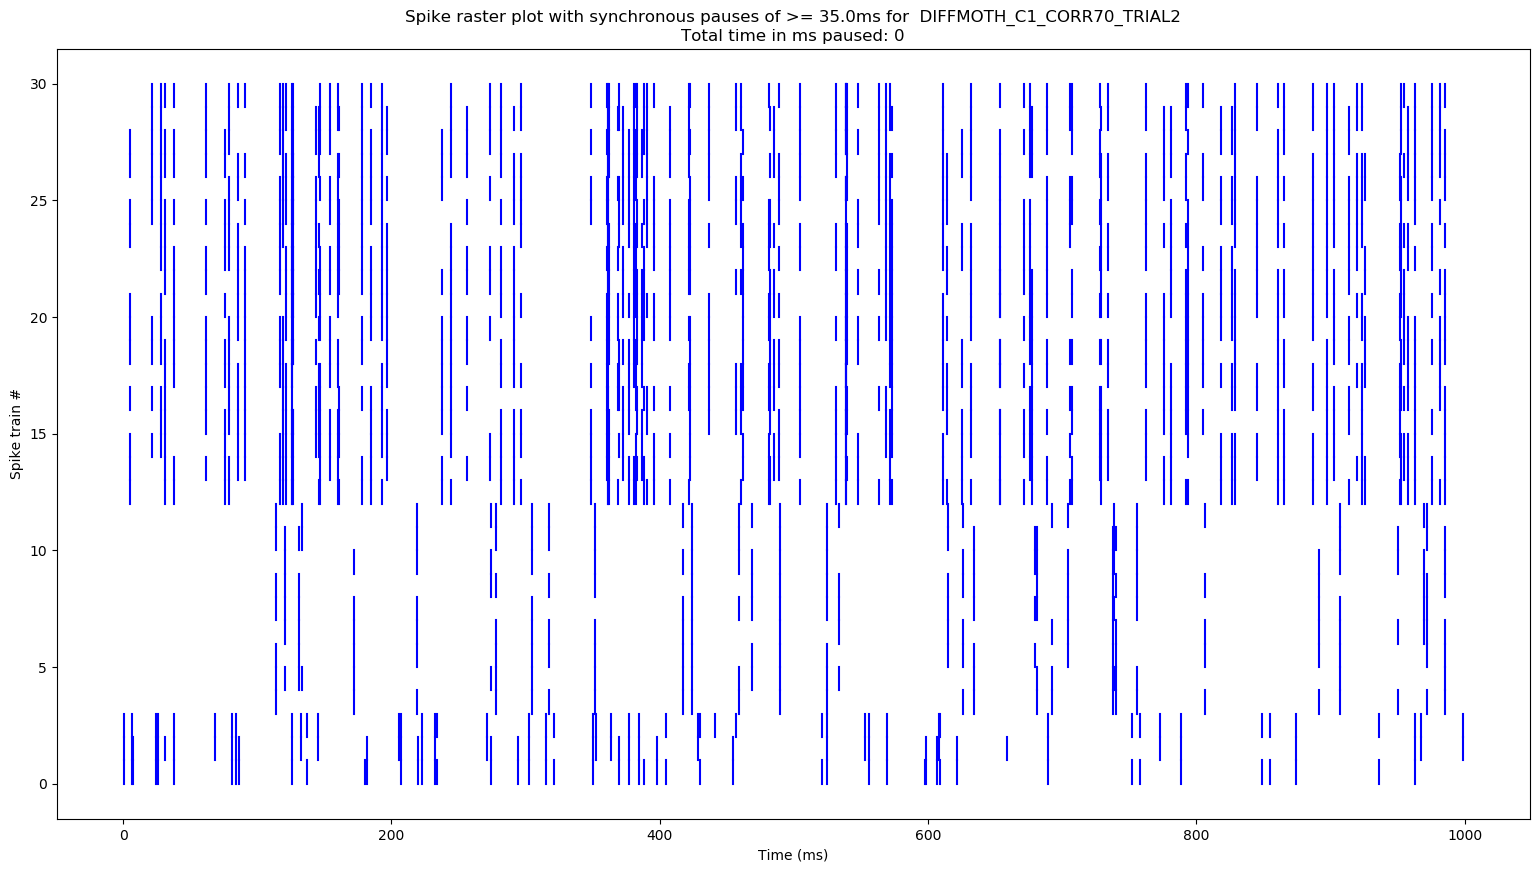 Spike raster plot with synchronous pauses of >= 35.0ms for  DIFFMOTH_C1_CORR70_TRIAL2
Total time in ms paused: 0
30
25
20
15
10
5
0
Spike train #
0 200 400 600 800 1000
Time (ms)